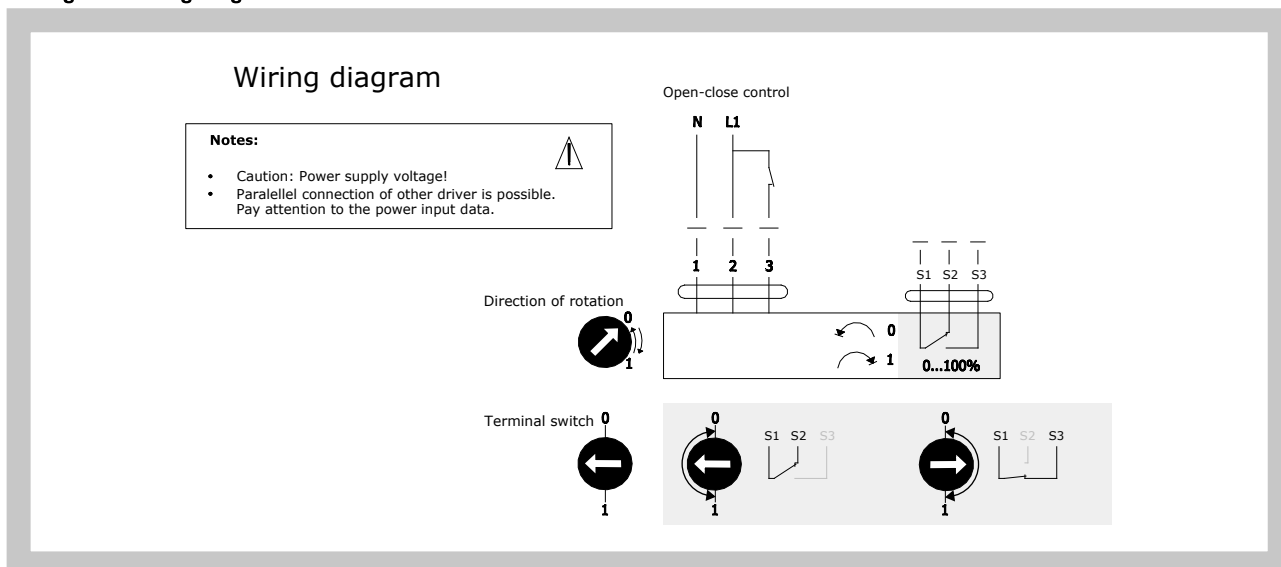 Wiring diagram
Notes:
• Caution: Power supply voltage!
• Paralellel connection of other driver is possible.
Pay attention to the power input data.
Open-close control
N L1
1 2 3
S1 S2 S3
Direction of rotation
0
1
0
1
0...100%
Terminal switch 0
1
0
1
S1 S2 S3
0
1
S1 S2 S3